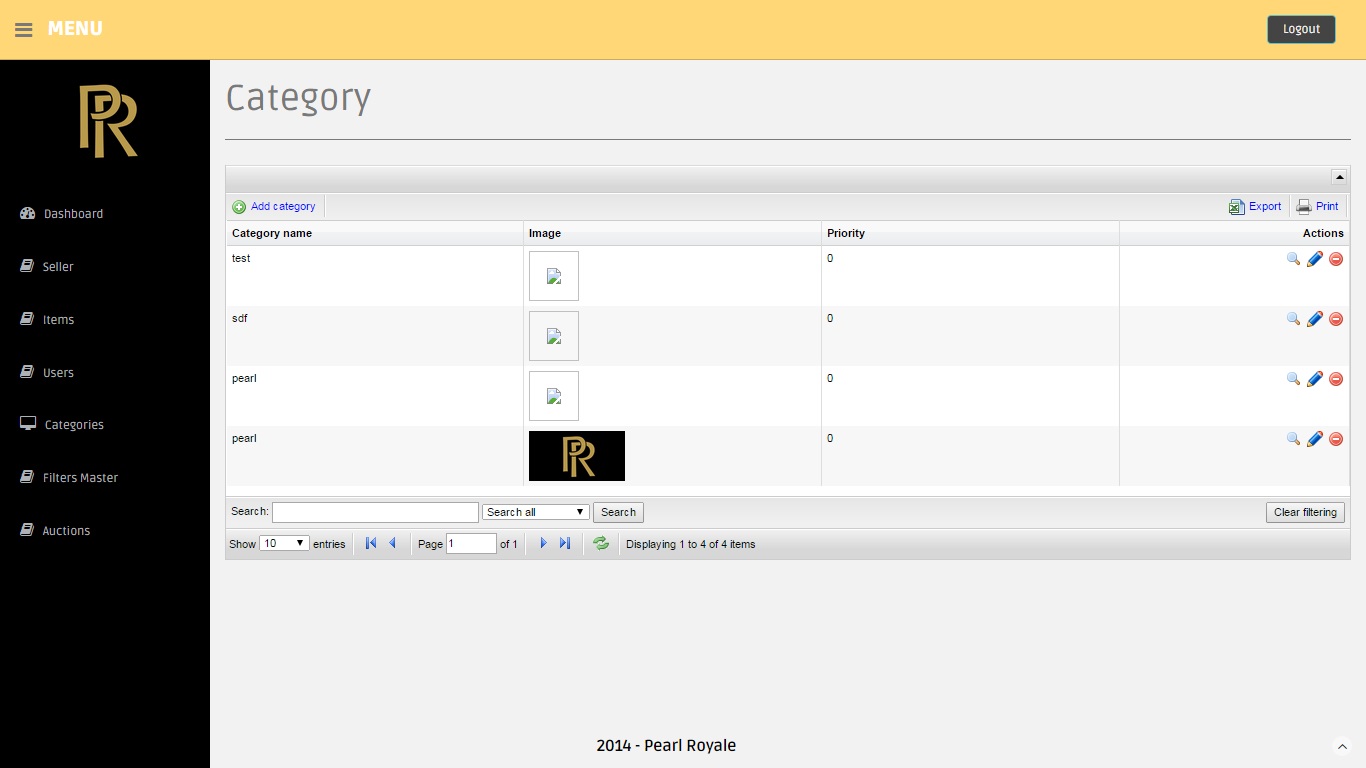 MENU
Logout
PR
Category
Dashboard
Seller
Items
Users
Categories
Filters Master
Auctions
Add category
Export
Print
Category name Image Priority Actions
test 0
sdf 0
pearl 0
pearl PR 0
Search: Search all Search Clear filtering
Show 10 entries Page 1 of 1 Displaying 1 to 4 of 4 items
2014 - Pearl Royale